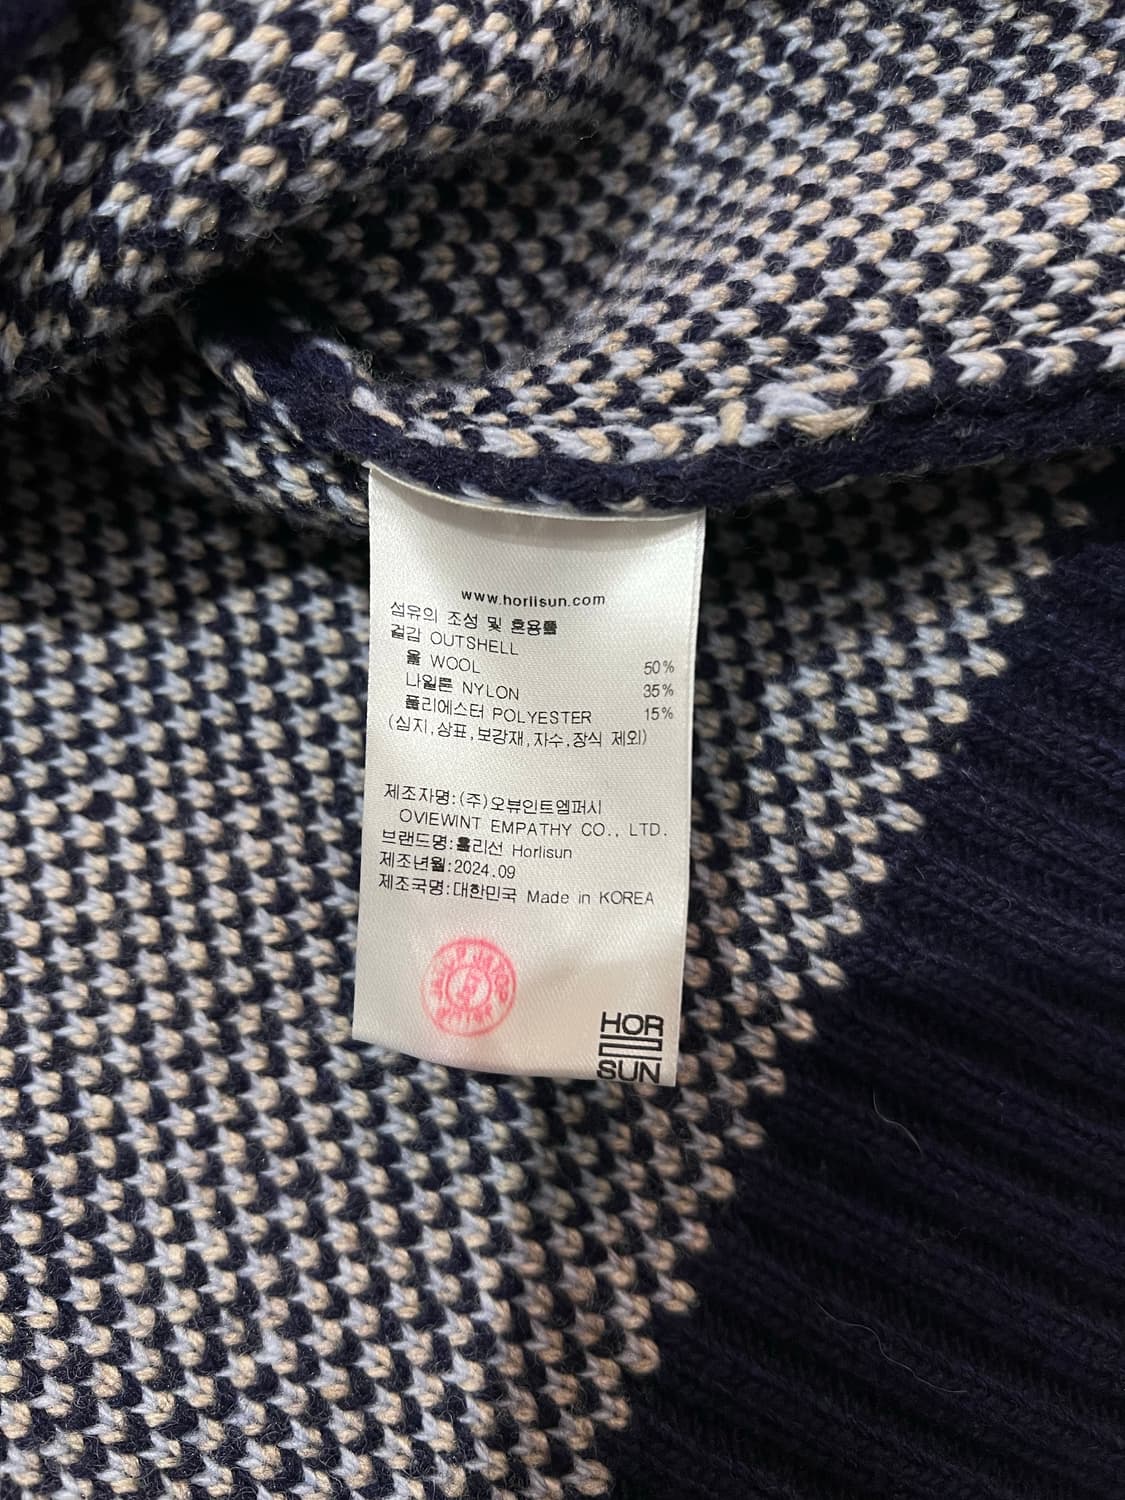 www.horlisun.com
섬유의 조성 및 혼용률
겉감 OUTSHELL
울 WOOL 50%
나일론 NYLON 35%
폴리에스터 POLYESTER 15%
(심지,상표,보강재,자수,장식 제외)
제조자명:(주)오뷰인트엠퍼시
OVIEWINT EMPATHY CO., LTD.
브랜드명:홀리선 Horlisun
제조년월:2024.09
제조국명:대한민국 Made in KOREA
HOR
SUN